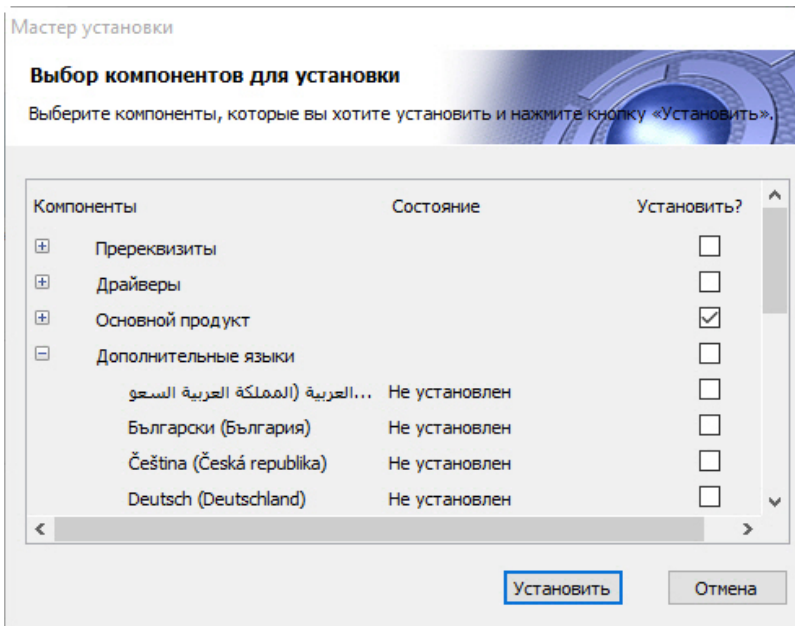 Мастер установки
Выбор компонентов для установки
Выберите компоненты, которые вы хотите установить и нажмите кнопку «Установить».
Компоненты Состояние Установить?
Пререквизиты
Драйверы
Основной продукт
Дополнительные языки
العربية (المملكة العربية السعو... Не установлен
Български (България) Не установлен
Čeština (Česká republika) Не установлен
Deutsch (Deutschland) Не установлен
Установить Отмена